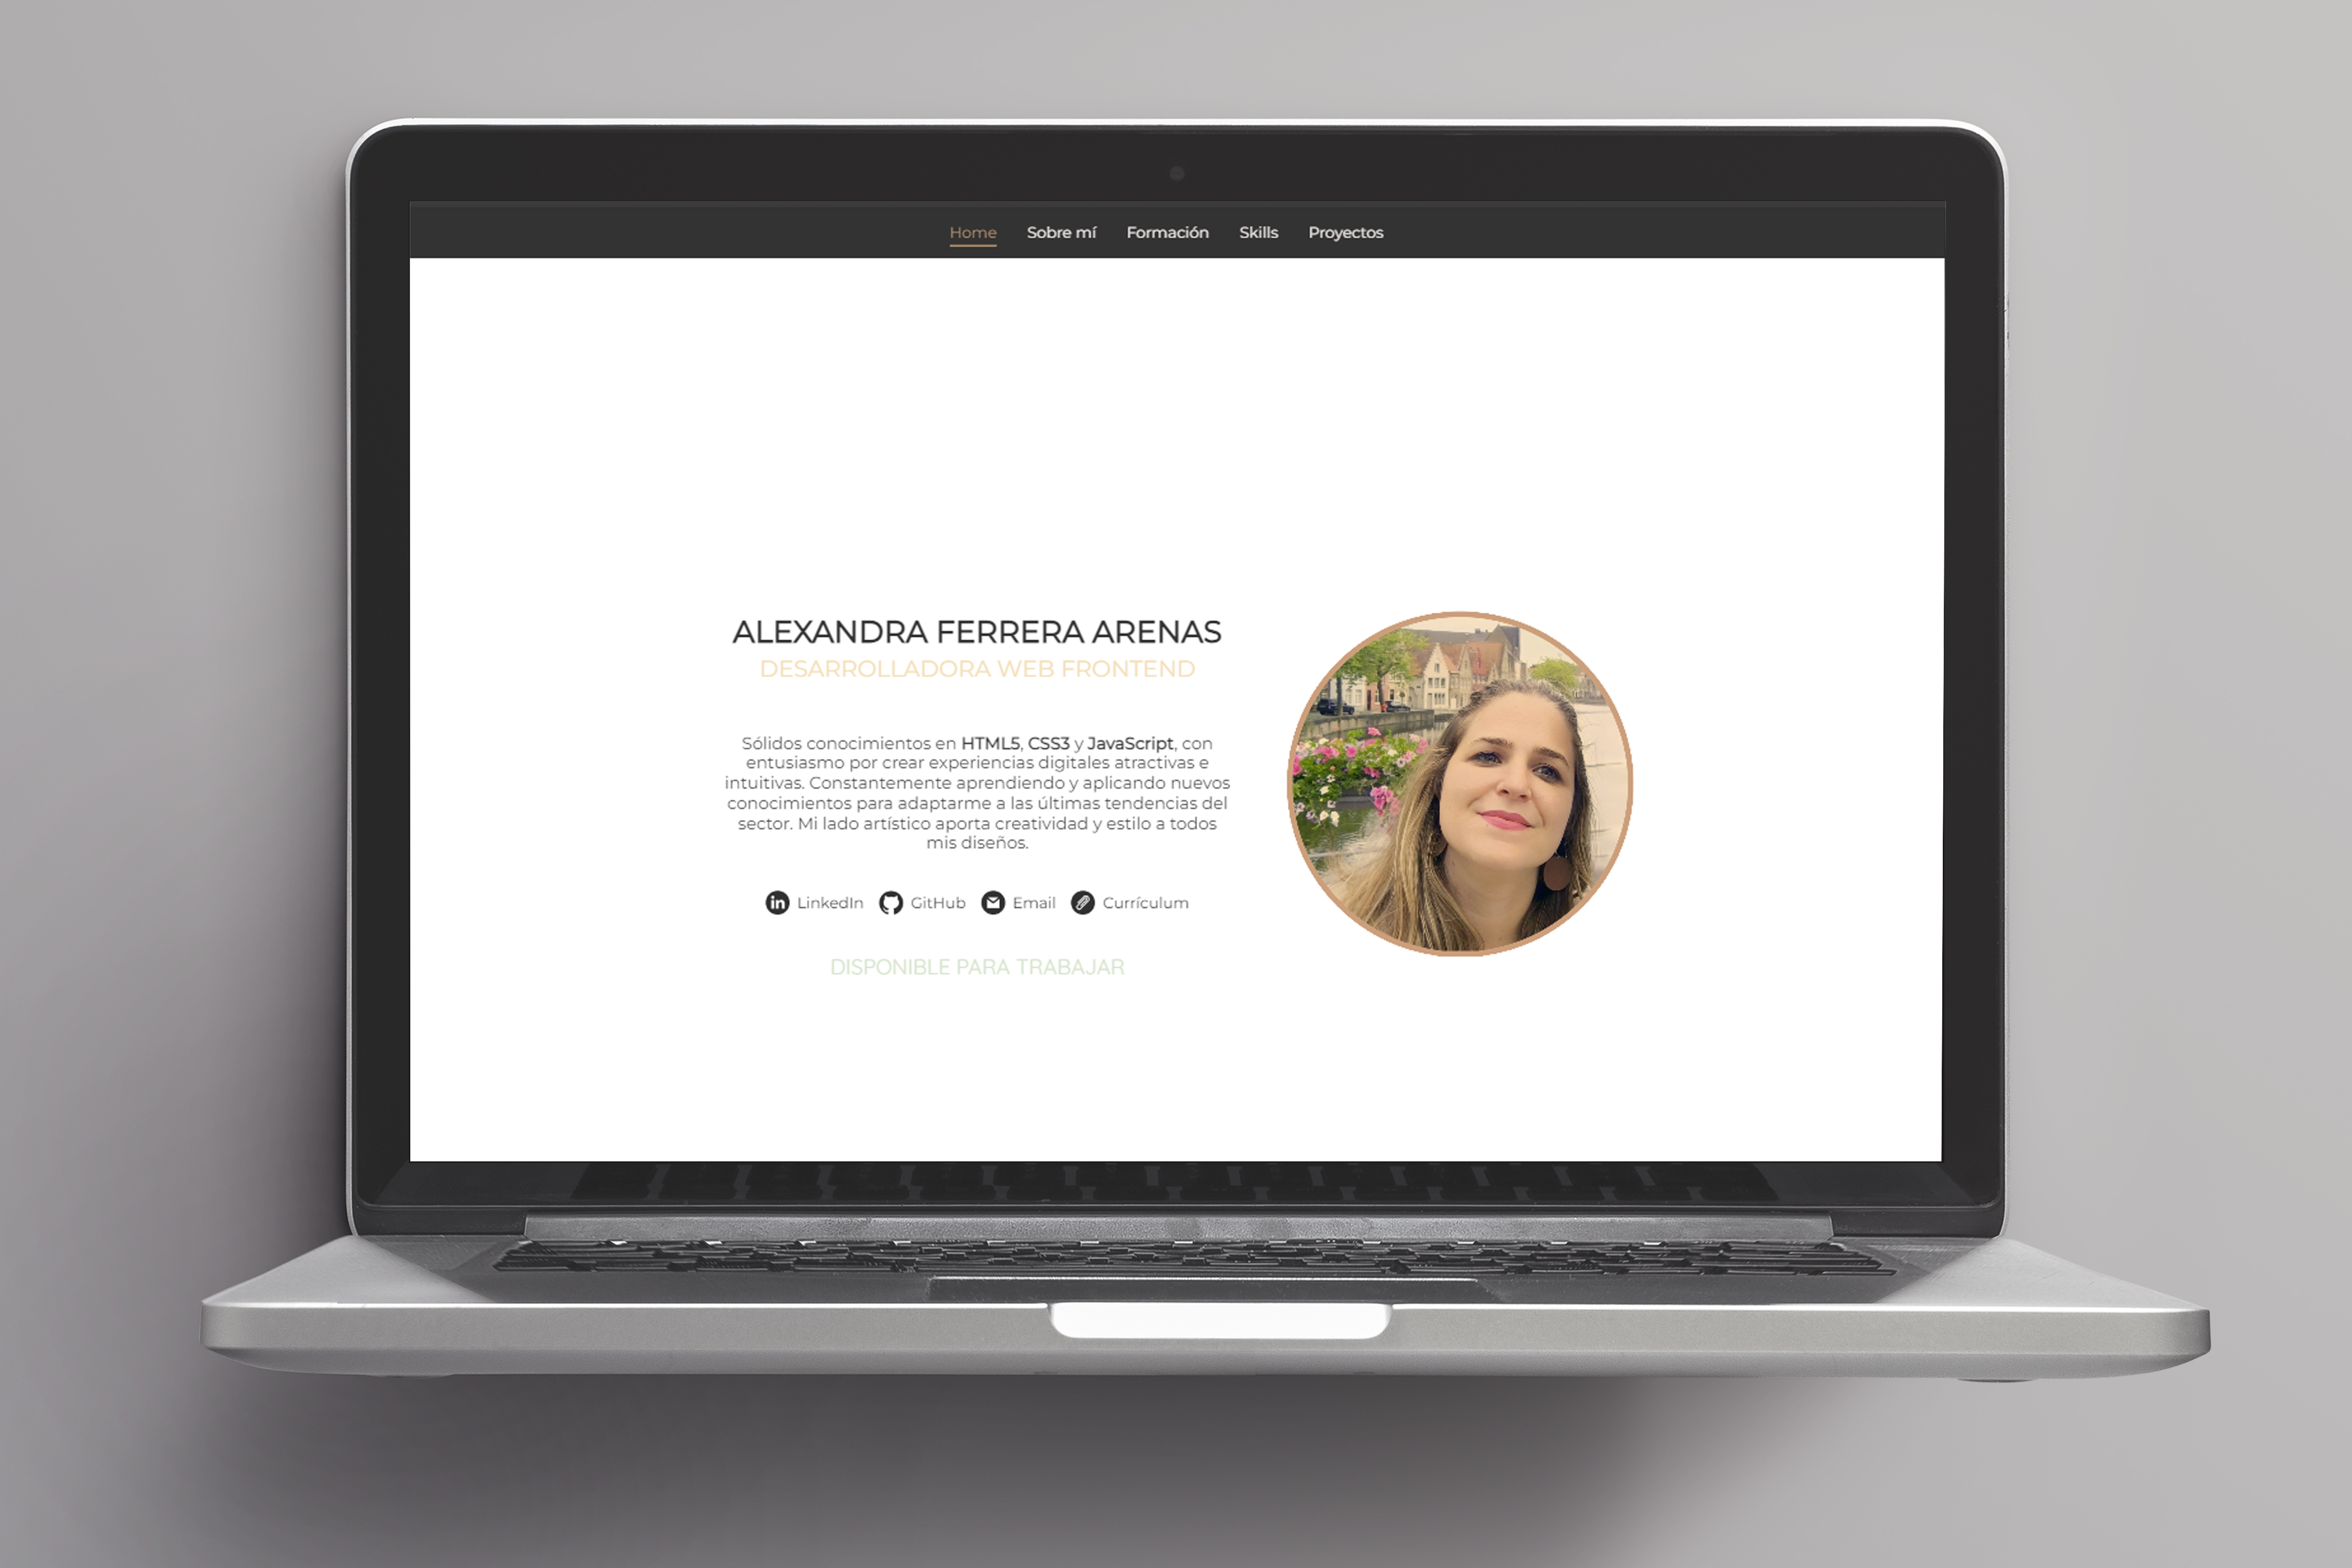 Home Sobre mí Formación Skills Proyectos
ALEXANDRA FERRERA ARENAS
DESARROLLADORA WEB FRONTEND
Sólidos conocimientos en HTML5, CSS3 y JavaScript, con
entusiasmo por crear experiencias digitales atractivas e
intuitivas. Constantemente aprendiendo y aplicando nuevos
conocimientos para adaptarme a las últimas tendencias del
sector. Mi lado artístico aporta creatividad y estilo a todos
mis diseños.
in LinkedIn GitHub Email Currículum
DISPONIBLE PARA TRABAJAR